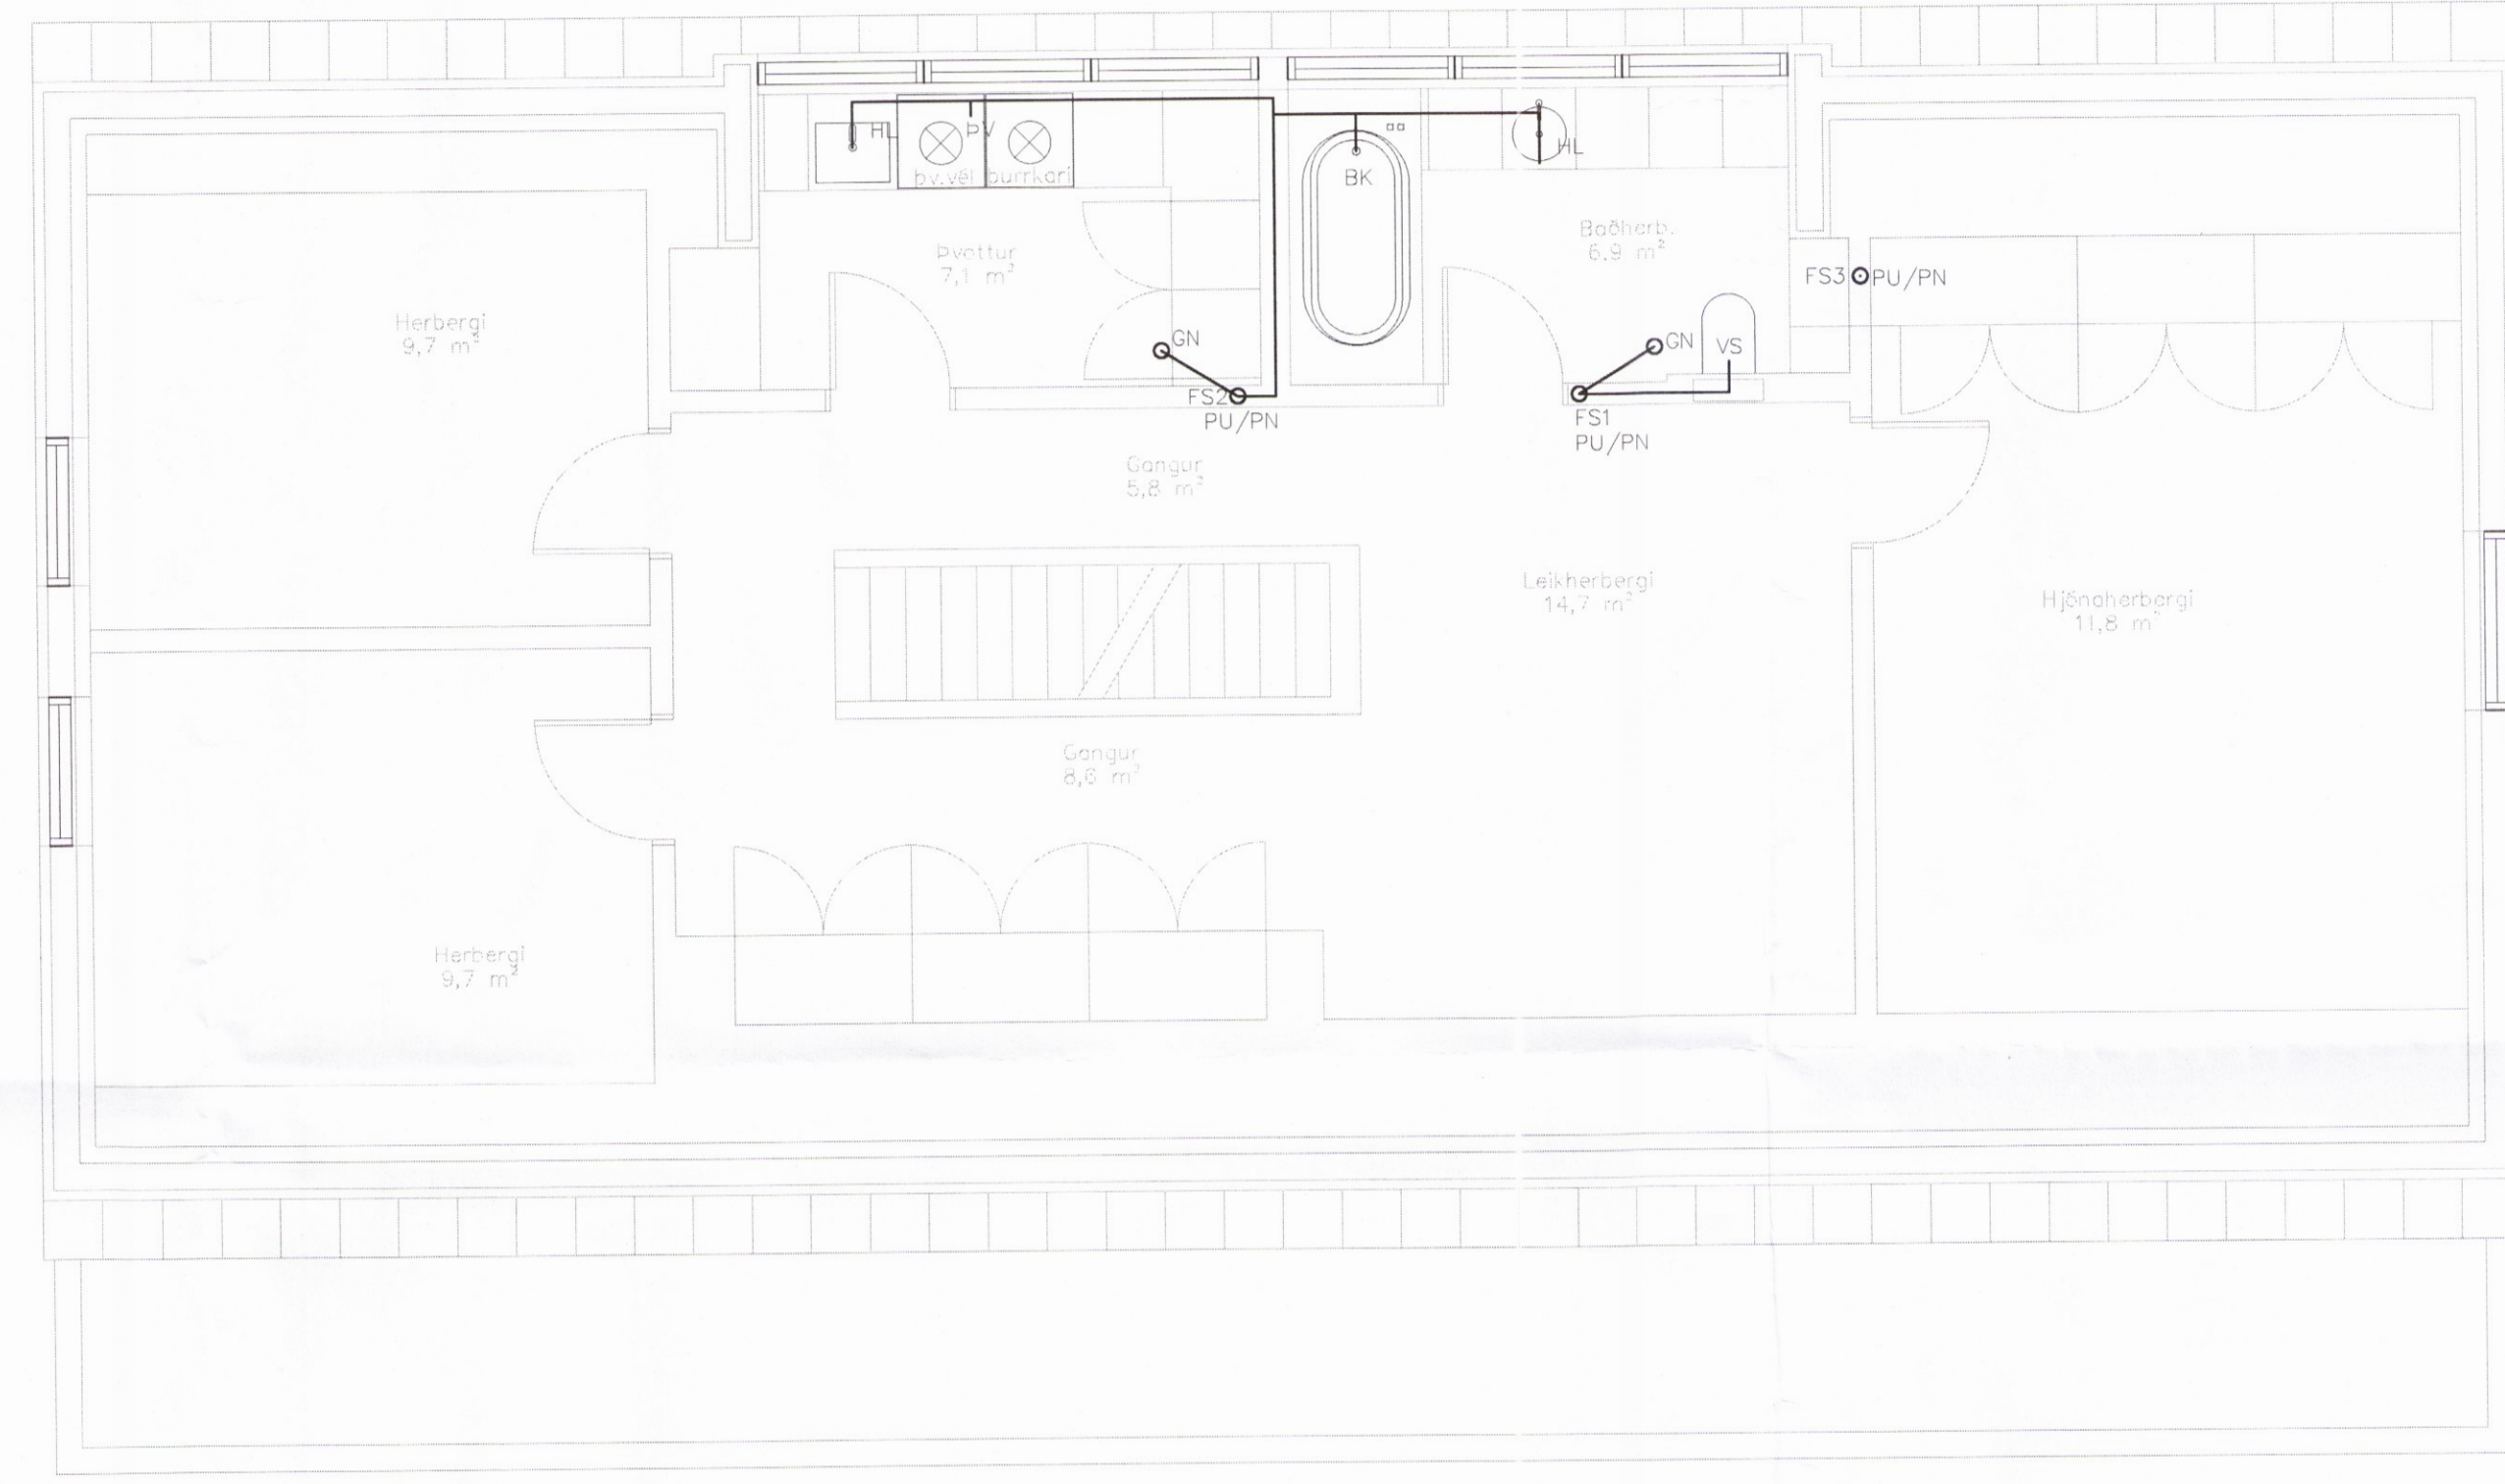 HL
ÞV
þv.vél
þurrkari
BK
HL
Þvottur
7,1 m²
Baðherb.
6.9 m²
FS3
PU/PN
Herbergi
9,7 m²
GN
GN
VS
FS2
PU/PN
FS1
PU/PN
Gangur
5,8 m²
Leikherbergi
14,7 m²
Hjónaherbergi
11,8 m²
Gangur
8,6 m²
Herbergi
9,7 m²